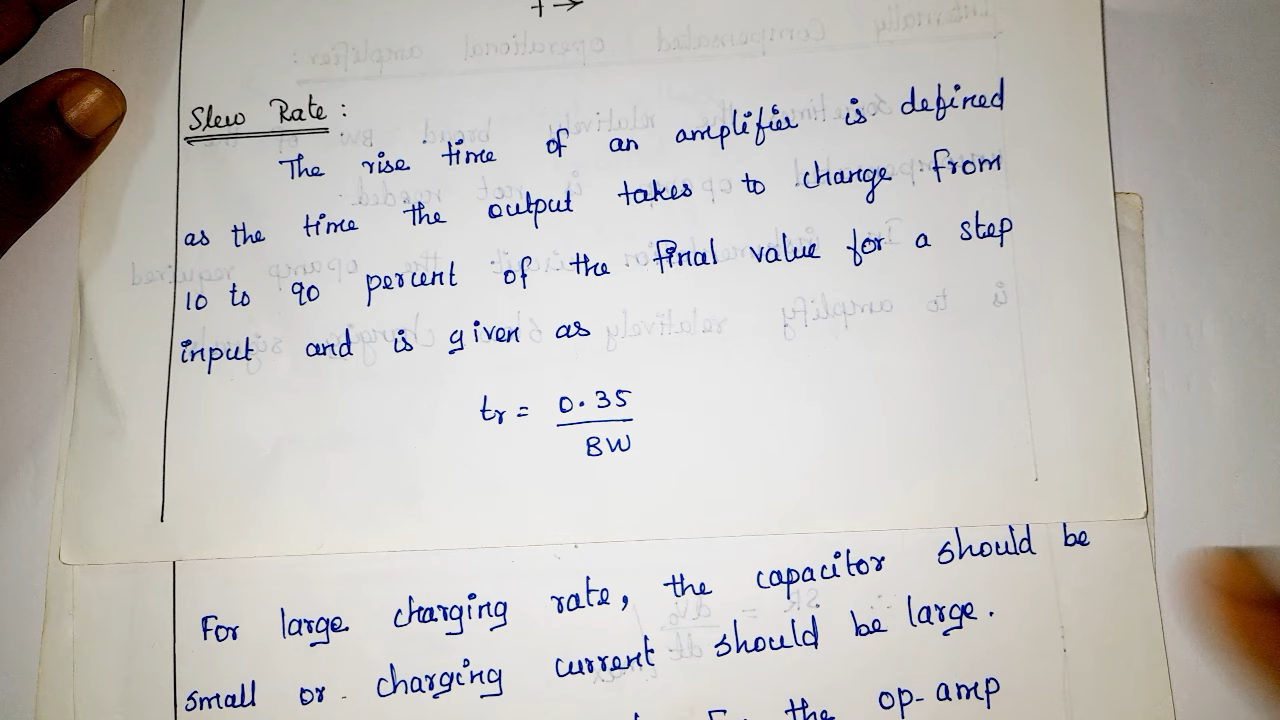 Slew Rate :
The rise time of an amplifier is defined
as the time the output takes to change from
10 to 90 percent of the final value for a step
input and is given as
tr = 0.35
BW
For large charging rate, the capacitor should be
small or charging current should be large.
For the op-amp